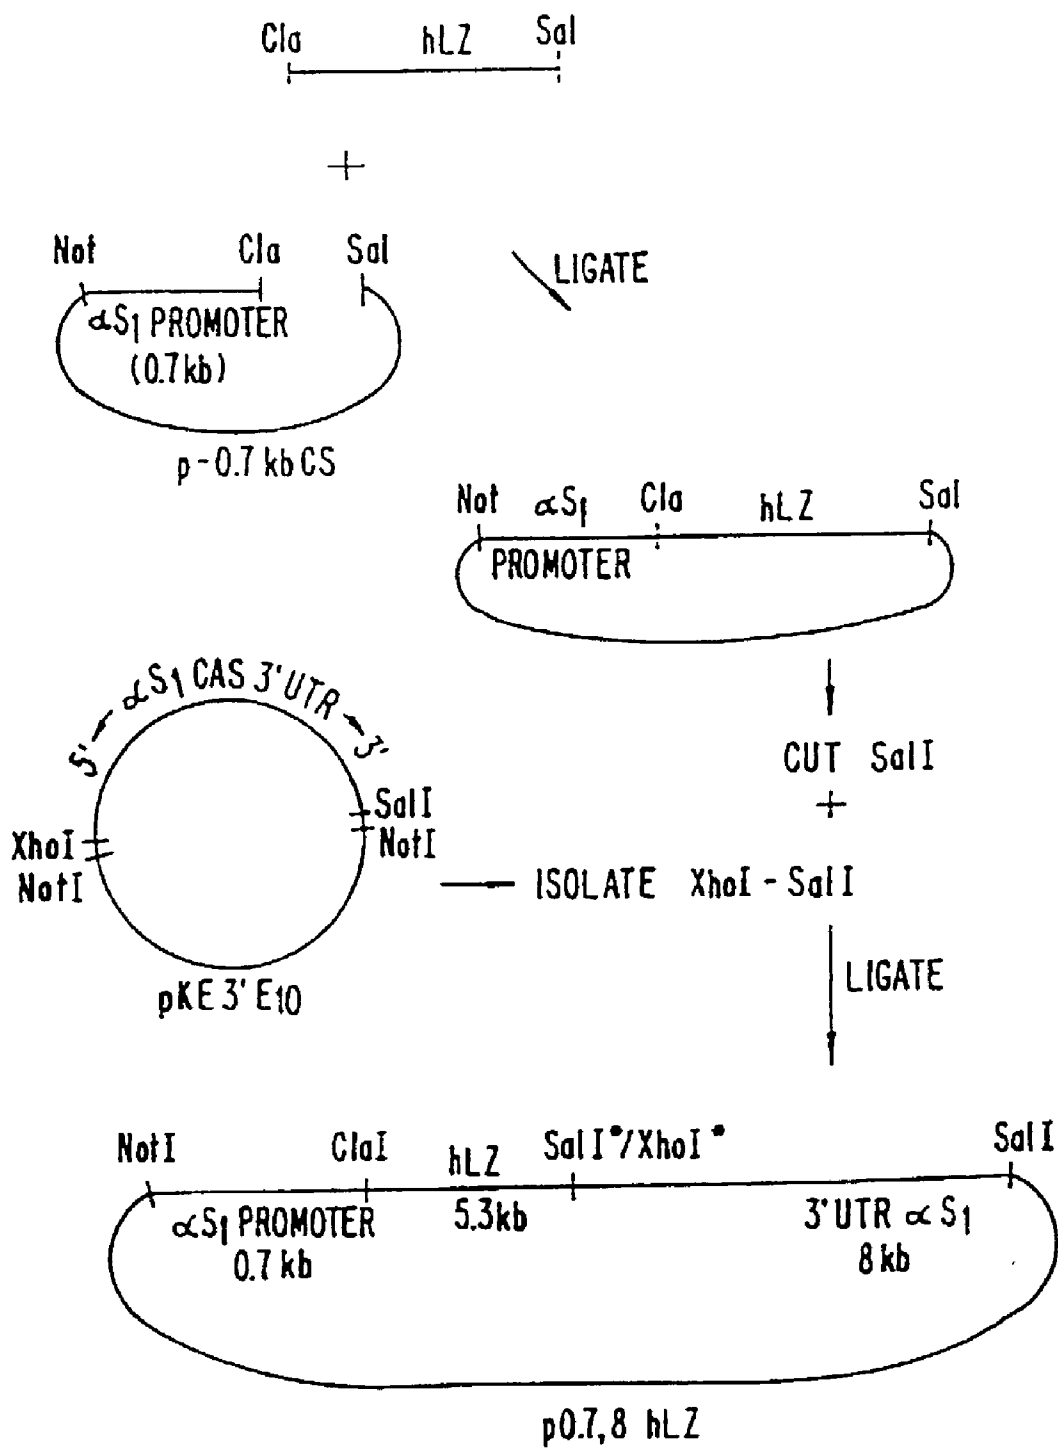 Cla hLZ Sal
+
Not Cla Sal
LIGATE
αS1 PROMOTER
(0.7kb)
p-0.7 kb CS
Not αS1 Cla hLZ Sal
PROMOTER
5' αS1 CAS 3' UTR 3'
CUT SalI
+
SalI
NotI
XhoI
NotI
ISOLATE XhoI - SalI
pKE 3' E10
LIGATE
NotI ClaI hLZ SalI*/XhoI* SalI
αS1 PROMOTER 5.3kb 3' UTR αS1
0.7 kb 8 kb
p0.7,8 hLZ